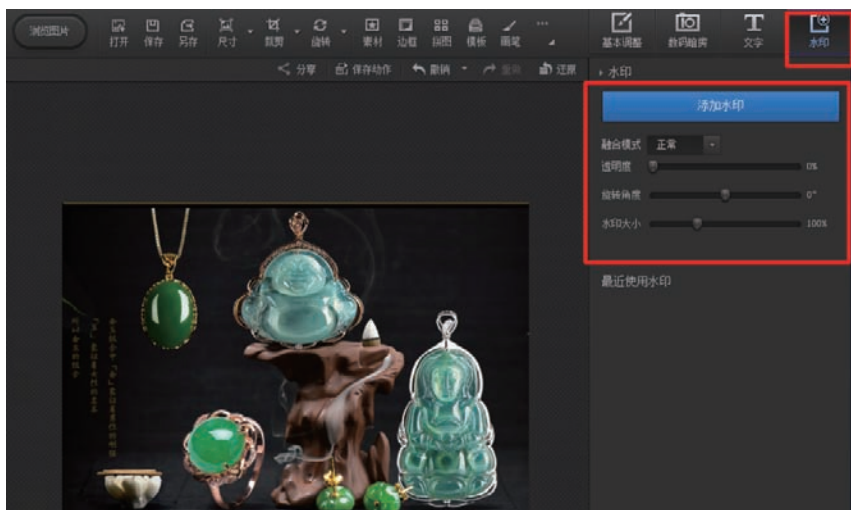 浏览图片
打开 保存 另存 尺寸 裁剪 旋转 素材 边框 拼图 模板 画笔 ...
基本调整 数码暗房 文字 水印
分享 保存动作 撤销 重做 还原
水印
添加水印
融合模式 正常
透明度 0%
旋转角度 0°
水印大小 100%
最近使用水印